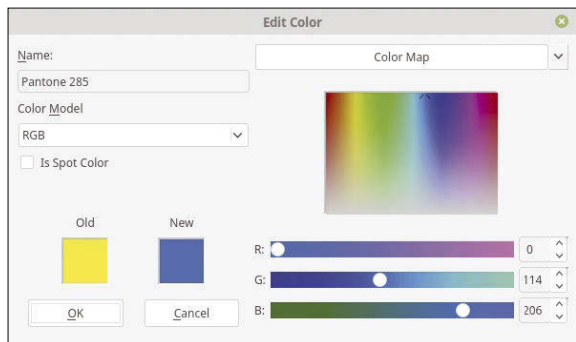 Edit Color
Name:
Pantone 285
Color Model
RGB
Is Spot Color
Old
New
OK
Cancel
Color Map
R:
0
G:
114
B:
206